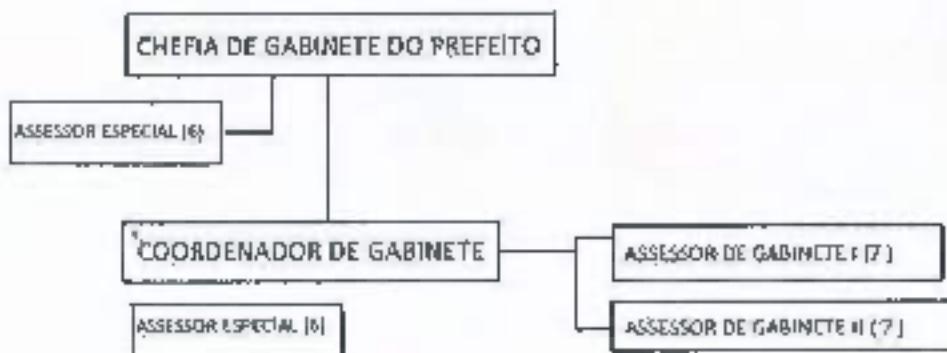 CHEFIA DE GABINETE DO PREFEITO
ASSESSOR ESPECIAL (6)
COORDENADOR DE GABINETE
ASSESSOR DE GABINETE I (7)
ASSESSOR ESPECIAL (6)
ASSESSOR DE GABINETE II (7)